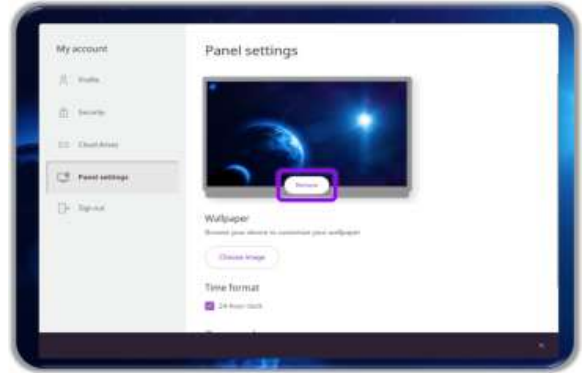 My account
Profile
Security
Cloud drives
Panel settings
Sign out
Panel settings
Remove
Wallpaper
Browse your device to customize your wallpaper
Choose image
Time format
24-hour clock